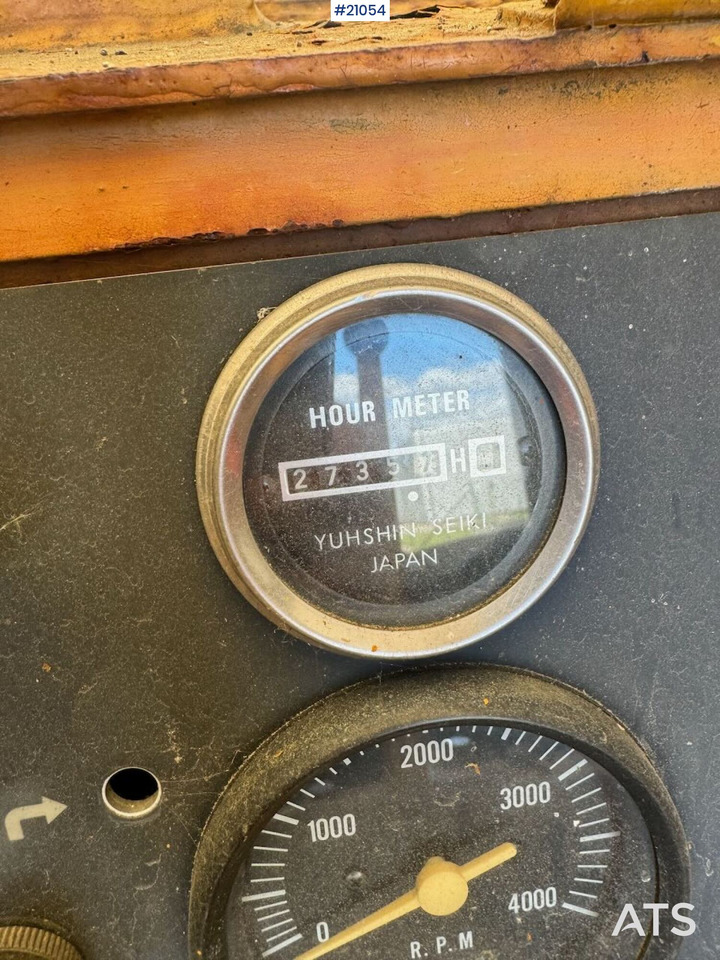 #21054
HOUR METER
2735 H
YUHSHIN SEIKI
JAPAN
2000
1000 3000
0 4000
R.P.M
ATS